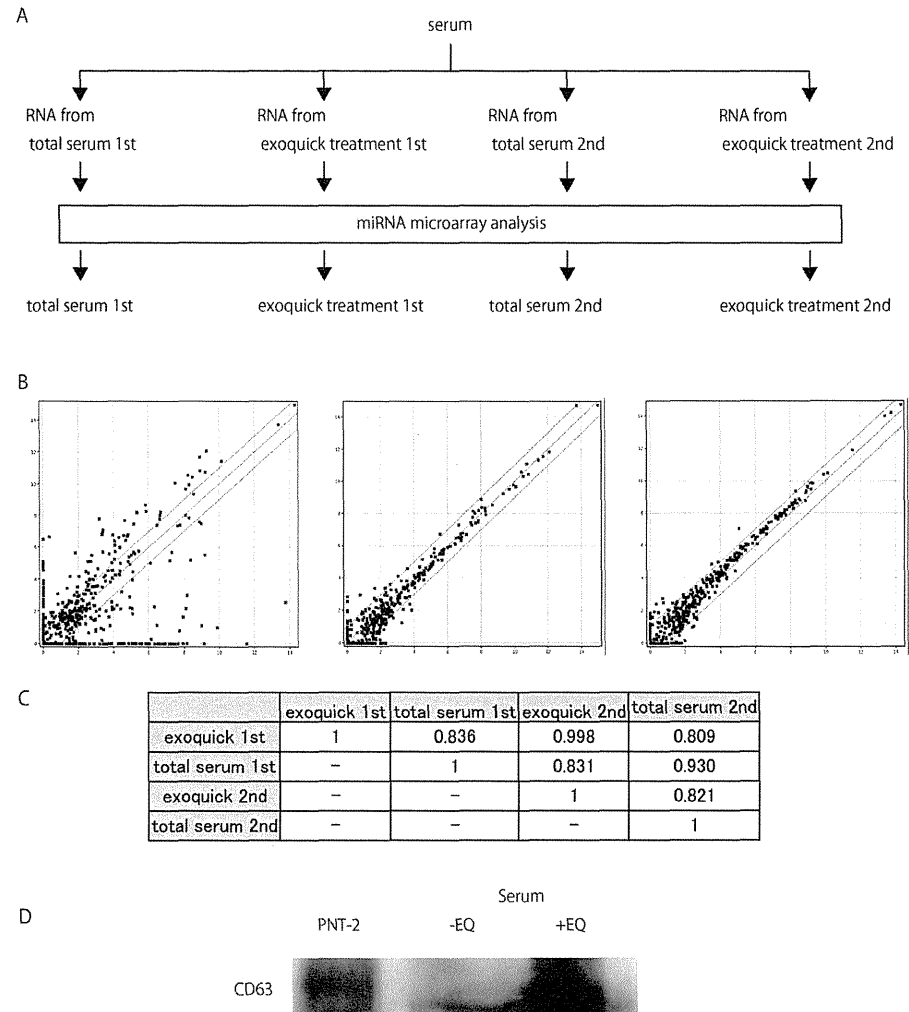 A
serum
RNA from RNA from RNA from RNA from
total serum 1st exoquick treatment 1st total serum 2nd exoquick treatment 2nd
miRNA microarray analysis
total serum 1st exoquick treatment 1st total serum 2nd exoquick treatment 2nd
B
C
exoquick 1st total serum 1st exoquick 2nd total serum 2nd
exoquick 1st 1 0.836 0.998 0.809
total serum 1st - 1 0.831 0.930
exoquick 2nd - - 1 0.821
total serum 2nd - - - 1
D
Serum
PNT-2 -EQ +EQ
CD63